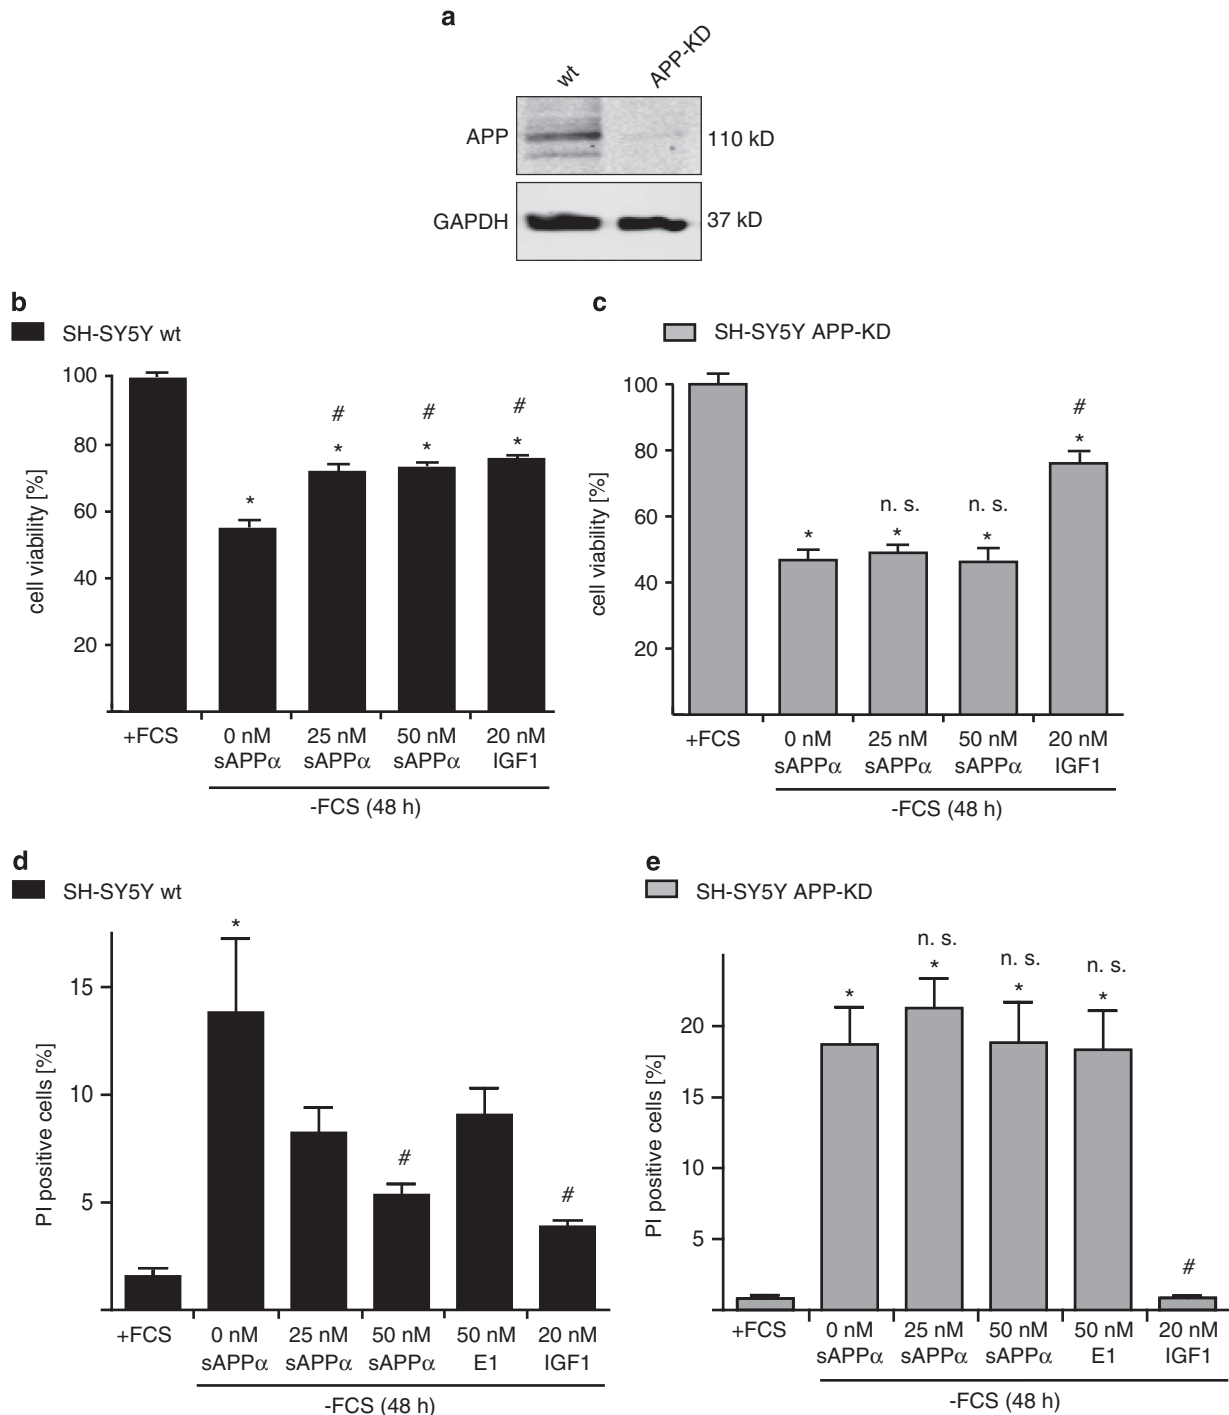 a
wt APP-KD
APP 110 kD
GAPDH 37 kD
b
SH-SY5Y wt
cell viability [%]
100
80
60
40
20
*
# *
# *
# *
+FCS 0 nM 25 nM 50 nM 20 nM
sAPPα sAPPα sAPPα IGF1
-FCS (48 h)
c
SH-SY5Y APP-KD
cell viability [%]
100
80
60
40
20
*
n. s. *
n. s. *
# *
+FCS 0 nM 25 nM 50 nM 20 nM
sAPPα sAPPα sAPPα IGF1
-FCS (48 h)
d
SH-SY5Y wt
PI positive cells [%]
15
10
5
*
#
#
+FCS 0 nM 25 nM 50 nM 50 nM 20 nM
sAPPα sAPPα sAPPα E1 IGF1
-FCS (48 h)
e
SH-SY5Y APP-KD
PI positive cells [%]
20
15
10
5
*
n. s. *
n. s. *
n. s. *
#
+FCS 0 nM 25 nM 50 nM 50 nM 20 nM
sAPPα sAPPα sAPPα E1 IGF1
-FCS (48 h)